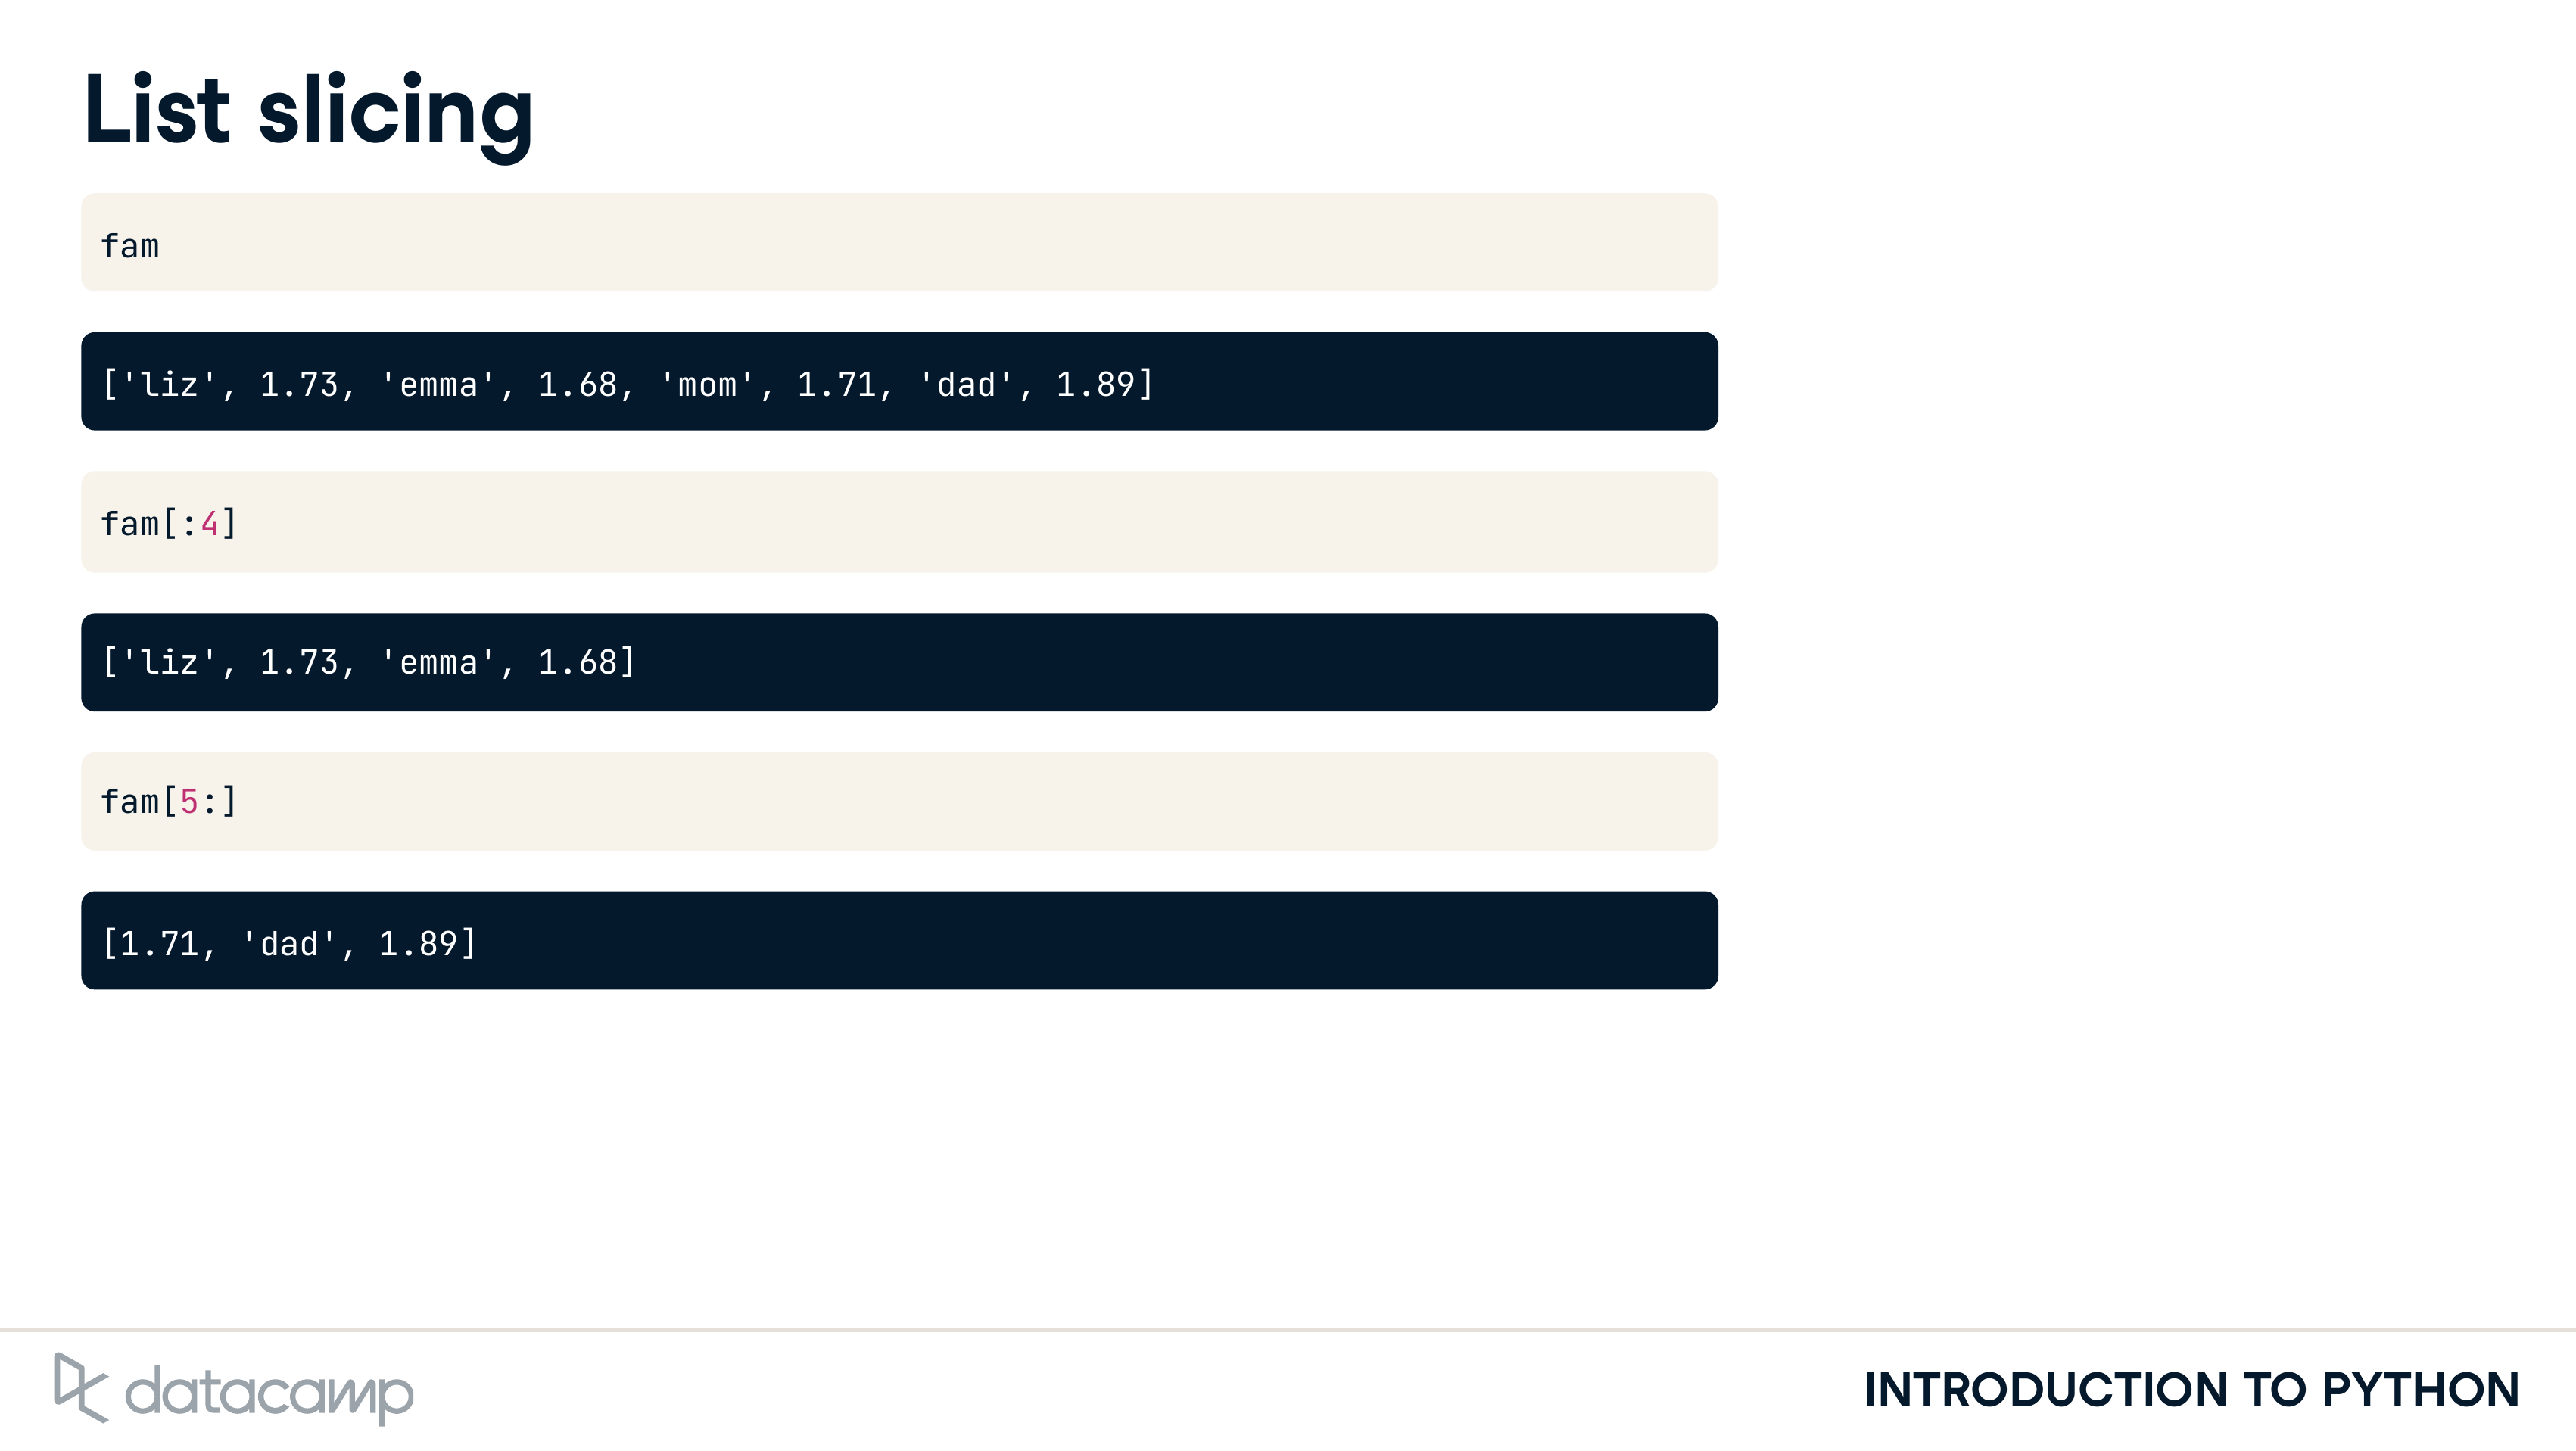 List slicing
fam
['liz', 1.73, 'emma', 1.68, 'mom', 1.71, 'dad', 1.89]
fam[:4]
['liz', 1.73, 'emma', 1.68]
fam[5:]
[1.71, 'dad', 1.89]
datacamp
INTRODUCTION TO PYTHON